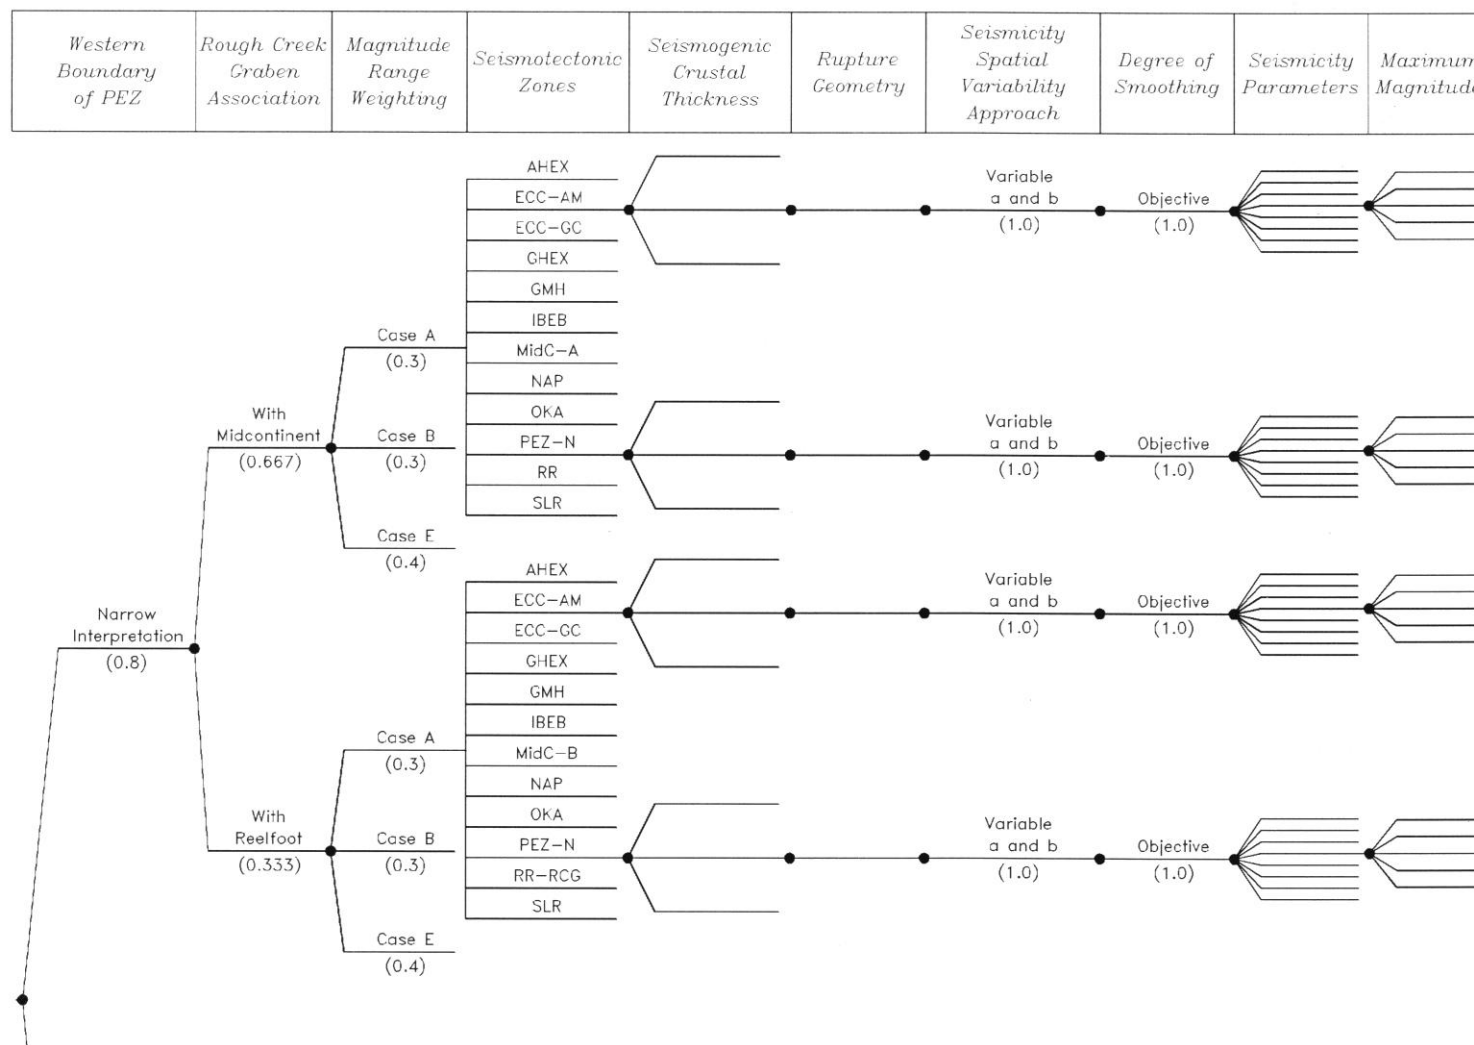 Western
Boundary
of PEZ
Rough Creek
Graben
Association
Magnitude
Range
Weighting
Seismotectonic
Zones
Seismogenic
Crustal
Thickness
Rupture
Geometry
Seismicity
Spatial
Variability
Approach
Degree of
Smoothing
Seismicity
Parameters
Maximum
Magnitude
Narrow
Interpretation
(0.8)
With
Midcontinent
(0.667)
Case A
(0.3)
Case B
(0.3)
Case E
(0.4)
AHEX
ECC-AM
ECC-GC
GHEX
GMH
IBEB
MidC-A
NAP
OKA
PEZ-N
RR
SLR
Variable
a and b
(1.0)
Objective
(1.0)
Variable
a and b
(1.0)
Objective
(1.0)
With
Reelfoot
(0.333)
Case A
(0.3)
Case B
(0.3)
Case E
(0.4)
AHEX
ECC-AM
ECC-GC
GHEX
GMH
IBEB
MidC-B
NAP
OKA
PEZ-N
RR-RCG
SLR
Variable
a and b
(1.0)
Objective
(1.0)
Variable
a and b
(1.0)
Objective
(1.0)